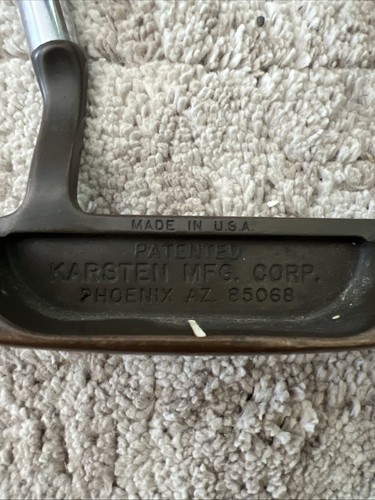 MADE IN U.S.A.
PATENTED
KARSTEN MFG. CORP.
PHOENIX AZ. 85068